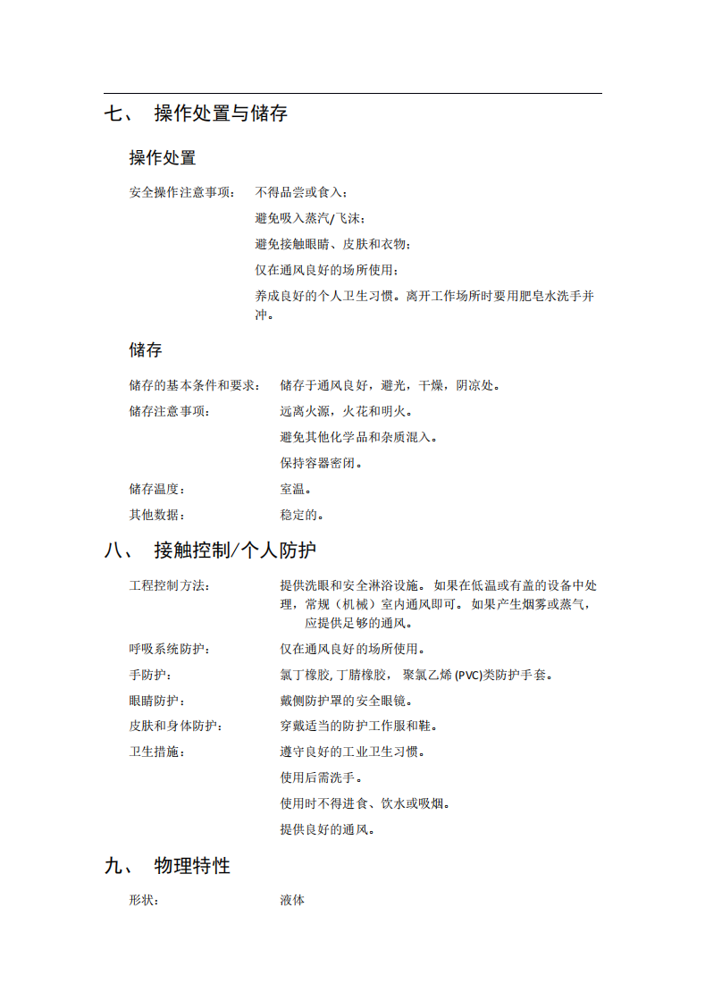 七、 操作处置与储存
操作处置
安全操作注意事项： 不得品尝或食入；
避免吸入蒸汽/飞沫；
避免接触眼睛、皮肤和衣物；
仅在通风良好的场所使用；
养成良好的个人卫生习惯。离开工作场所时要用肥皂水洗手并
冲。
储存
储存的基本条件和要求： 储存于通风良好，避光，干燥，阴凉处。
储存注意事项： 远离火源，火花和明火。
避免其他化学品和杂质混入。
保持容器密闭。
储存温度： 室温。
其他数据： 稳定的。
八、 接触控制/个人防护
工程控制方法： 提供洗眼和安全淋浴设施。 如果在低温或有盖的设备中处
理，常规（机械）室内通风即可。 如果产生烟雾或蒸气，
应提供足够的通风。
呼吸系统防护： 仅在通风良好的场所使用。
手防护： 氯丁橡胶, 丁腈橡胶， 聚氯乙烯 (PVC)类防护手套。
眼睛防护： 戴侧防护罩的安全眼镜。
皮肤和身体防护： 穿戴适当的防护工作服和鞋。
卫生措施： 遵守良好的工业卫生习惯。
使用后需洗手。
使用时不得进食、饮水或吸烟。
提供良好的通风。
九、 物理特性
形状： 液体